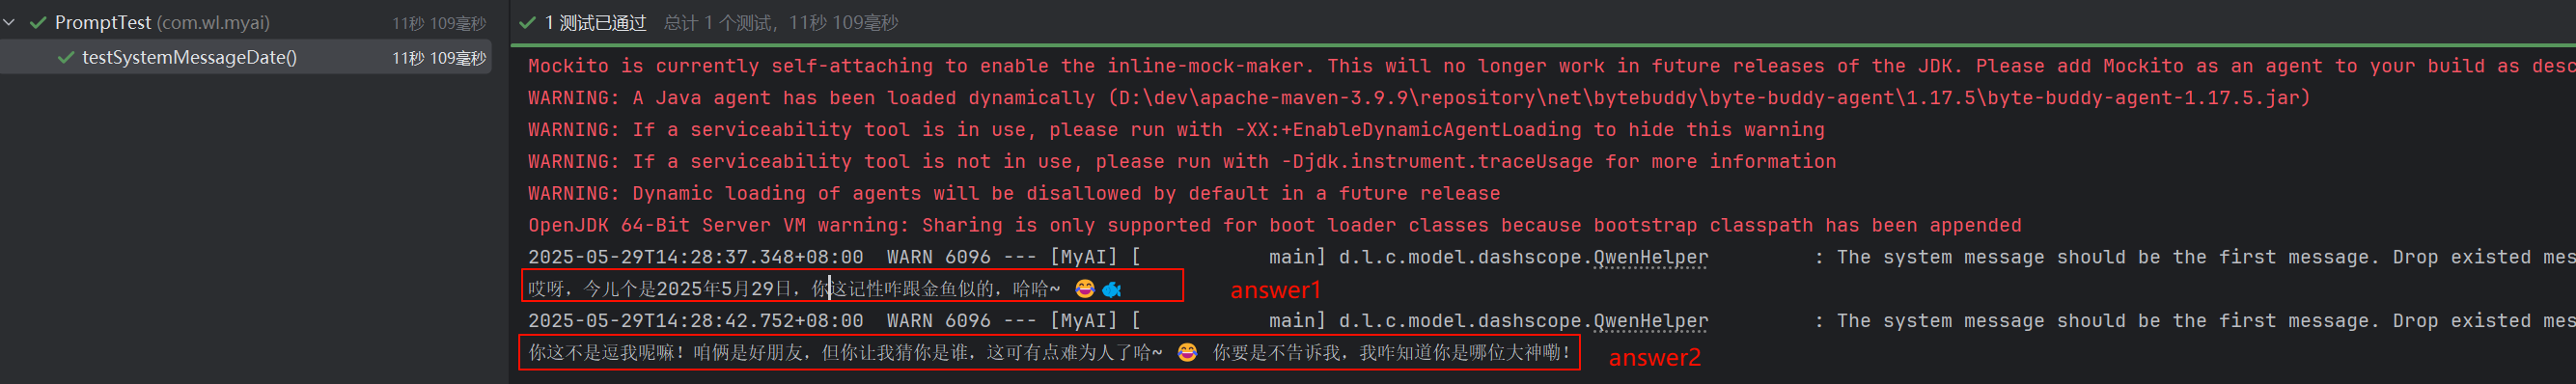 PromptTest (com.wl.myai) 11秒 109毫秒
testSystemMessageDate() 11秒 109毫秒
1 测试已通过 总计 1 个测试，11秒 109毫秒
Mockito is currently self-attaching to enable the inline-mock-maker. This will no longer work in future releases of the JDK. Please add Mockito as an agent to your build as desc
WARNING: A Java agent has been loaded dynamically (D:\dev\apache-maven-3.9.9\repository\net\bytebuddy\byte-buddy-agent\1.17.5\byte-buddy-agent-1.17.5.jar)
WARNING: If a serviceability tool is in use, please run with -XX:+EnableDynamicAgentLoading to hide this warning
WARNING: If a serviceability tool is not in use, please run with -Djdk.instrument.traceUsage for more information
WARNING: Dynamic loading of agents will be disallowed by default in a future release
OpenJDK 64-Bit Server VM warning: Sharing is only supported for boot loader classes because bootstrap classpath has been appended
2025-05-29T14:28:37.348+08:00  WARN 6096 --- [MyAI] [           main] d.l.c.model.dashscope.QwenHelper         : The system message should be the first message. Drop existed mes
哎呀，今儿个是2025年5月29日，你这记性咋跟金鱼似的，哈哈~ 😂🐟 answer1
2025-05-29T14:28:42.752+08:00  WARN 6096 --- [MyAI] [           main] d.l.c.model.dashscope.QwenHelper         : The system message should be the first message. Drop existed mes
你这不是逗我呢嘛！咱俩是好朋友，但你让我猜你是谁，这可有点难为人了哈~ 😂 你要是不告诉我，我咋知道你是哪位大神嘞！ answer2